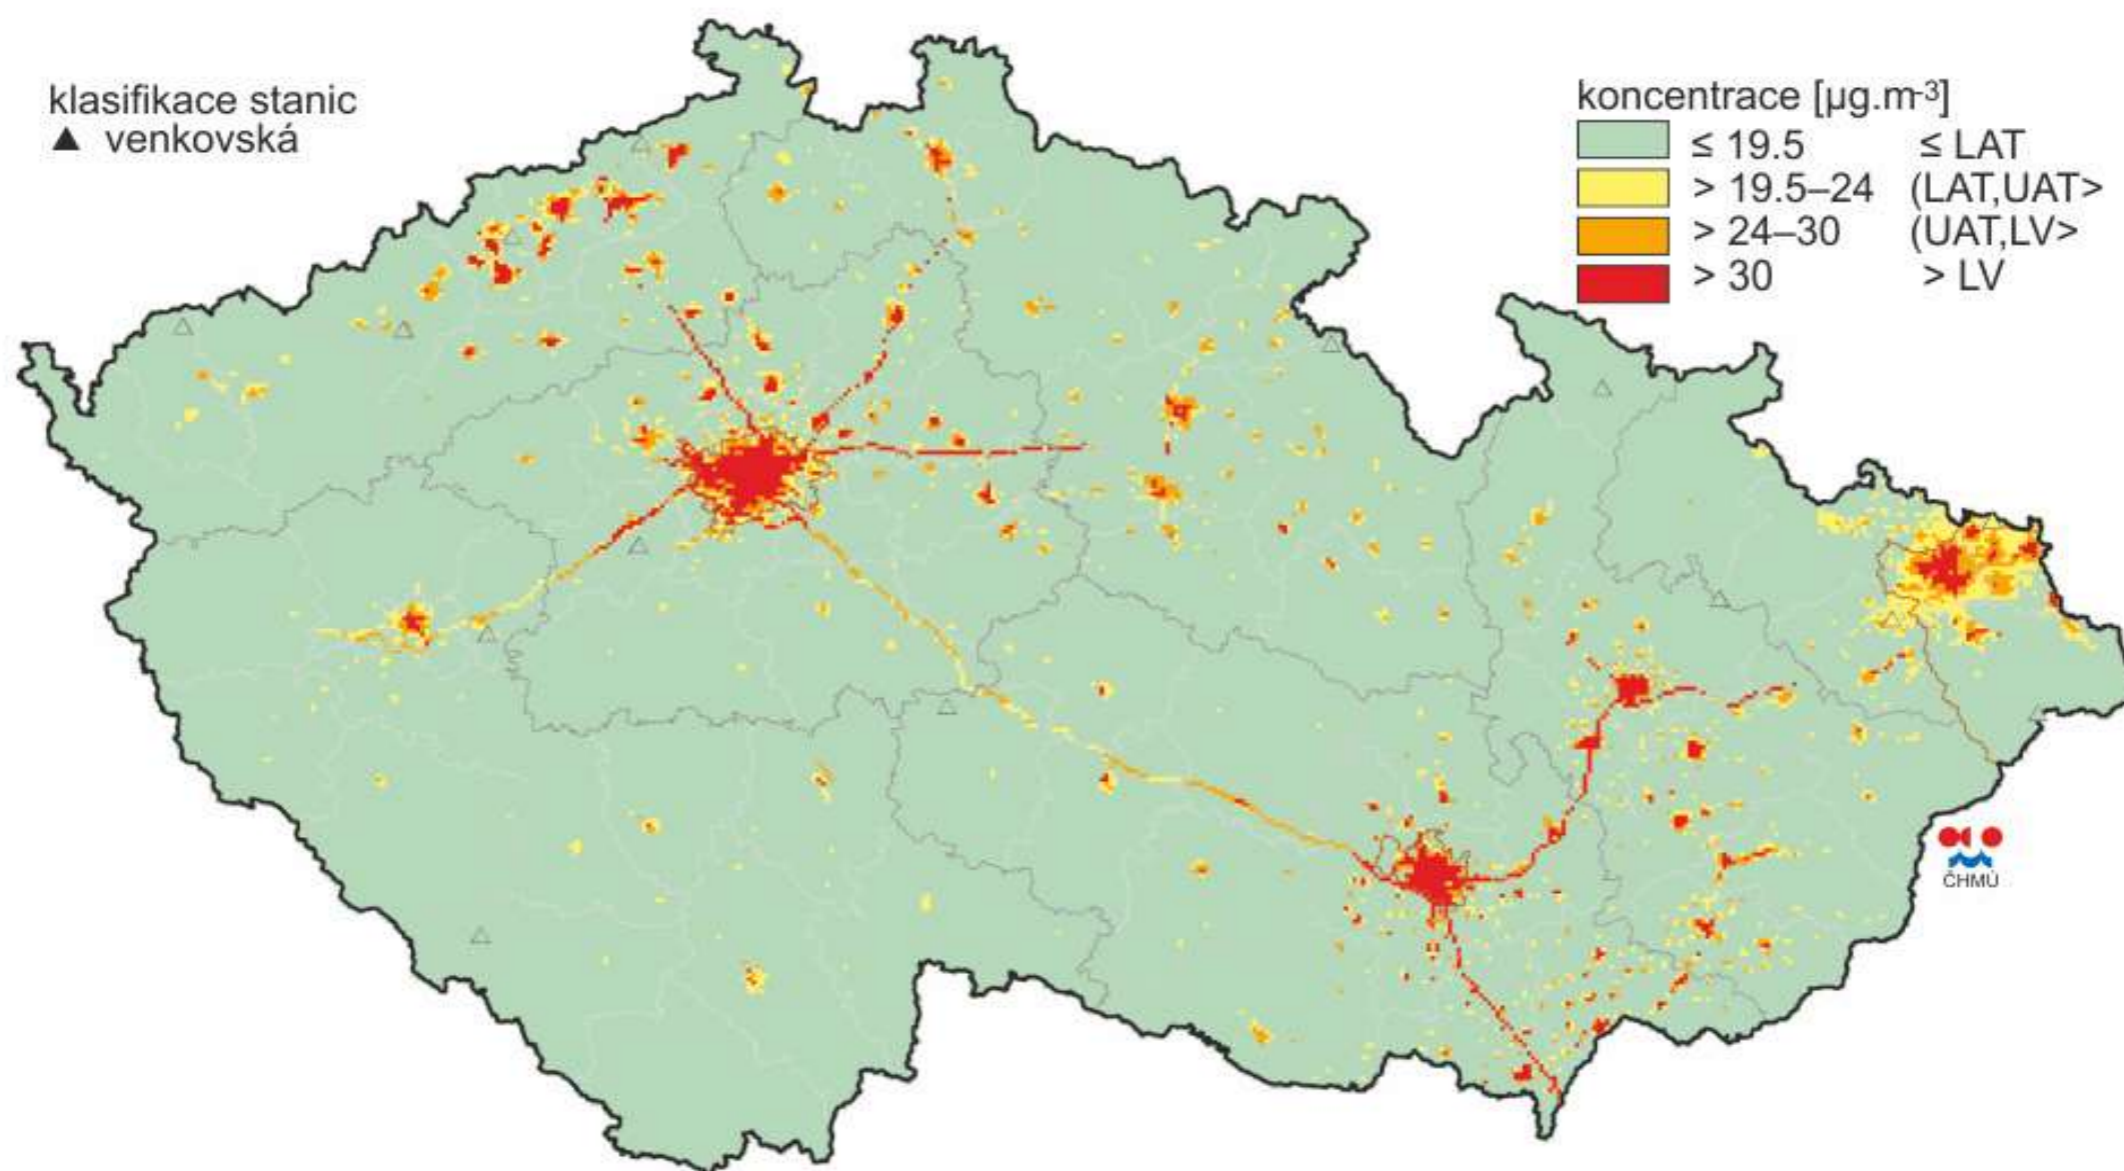 klasifikace stanic
▲ venkovská
koncentrace [µg.m-3]
≤ 19.5 ≤ LAT
> 19.5–24 (LAT,UAT>
> 24–30 (UAT,LV>
> 30 > LV
ČHMÚ